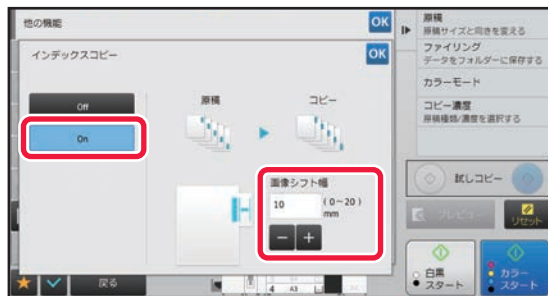 他の機能
OK
インデックスコピー
OK
Off
On
原稿
コピー
画像シフト幅
10
(0~20)
mm
戻る
4 A3
原稿
原稿サイズと向きを変える
ファイリング
データをフォルダーに保存する
カラーモード
コピー濃度
原稿種類/濃度を選択する
試しコピー
プレビュー
リセット
白黒
スタート
カラー
スタート